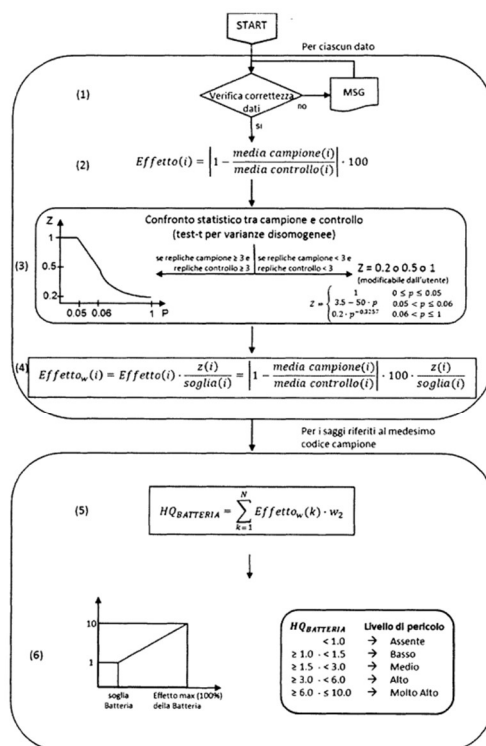 START
Per ciascun dato
(1)
Verifica correttezza
dati
no
MSG
si
(2)
Effetto(i) = |1 − media campione(i) / media controllo(i)| · 100
(3)
Confronto statistico tra campione e controllo
(test-t per varianze disomogenee)
Z
1
0.5
0.2
0.05 0.06 1 P
se repliche campione ≥ 3 e
repliche controllo ≥ 3
se repliche campione < 3 e
repliche controllo < 3
Z = 0.2 o 0.5 o 1
(modificabile dall'utente)
Z = { 1 0 ≤ p ≤ 0.05
3.5 − 50 · p 0.05 < p ≤ 0.06
0.2 · p^−0.3257 0.06 < p ≤ 1
(4)
Effetto_w(i) = Effetto(i) · z(i) / soglia(i) = |1 − media campione(i) / media controllo(i)| · 100 · z(i) / soglia(i)
Per i saggi riferiti al medesimo
codice campione
(5)
HQ_BATTERIA = ∑_{k=1}^{N} Effetto_w(k) · w_2
(6)
10
1
soglia
Batteria
Effetto max (100%)
della Batteria
HQ_BATTERIA Livello di pericolo
< 1.0 → Assente
≥ 1.0 - < 1.5 → Basso
≥ 1.5 - < 3.0 → Medio
≥ 3.0 - < 6.0 → Alto
≥ 6.0 - ≤ 10.0 → Molto Alto